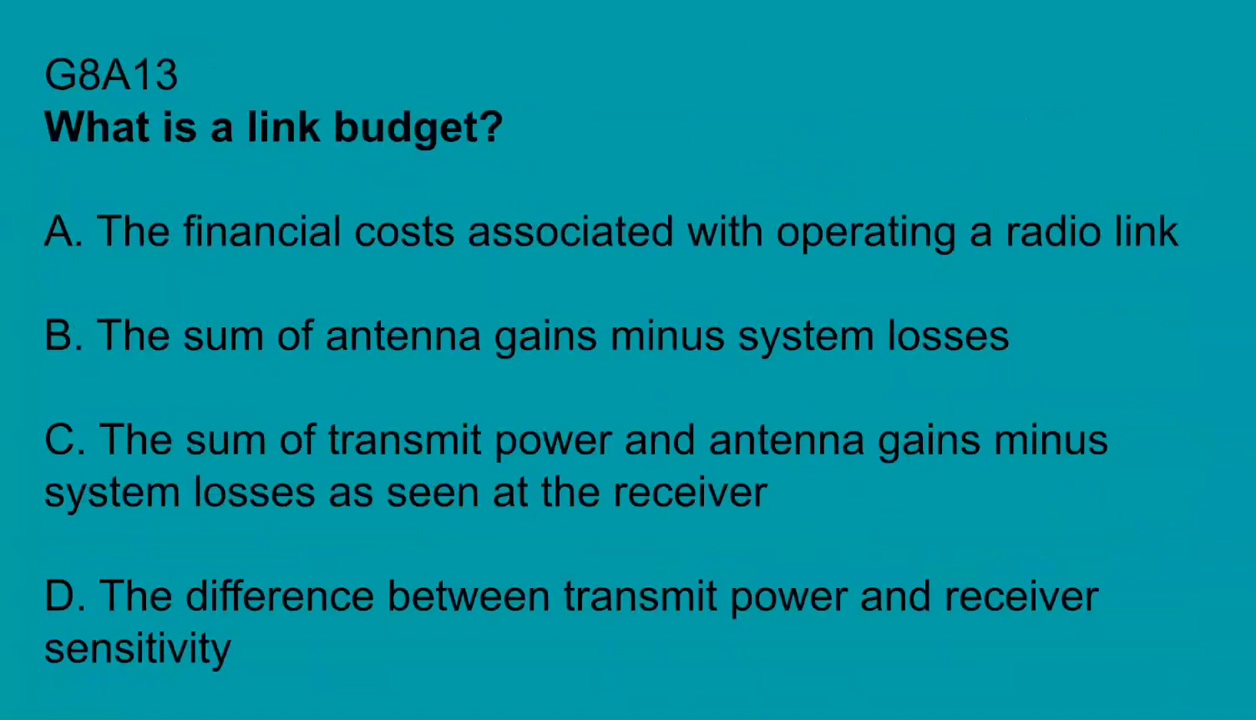 G8A13
What is a link budget?
A. The financial costs associated with operating a radio link
B. The sum of antenna gains minus system losses
C. The sum of transmit power and antenna gains minus
system losses as seen at the receiver
D. The difference between transmit power and receiver
sensitivity